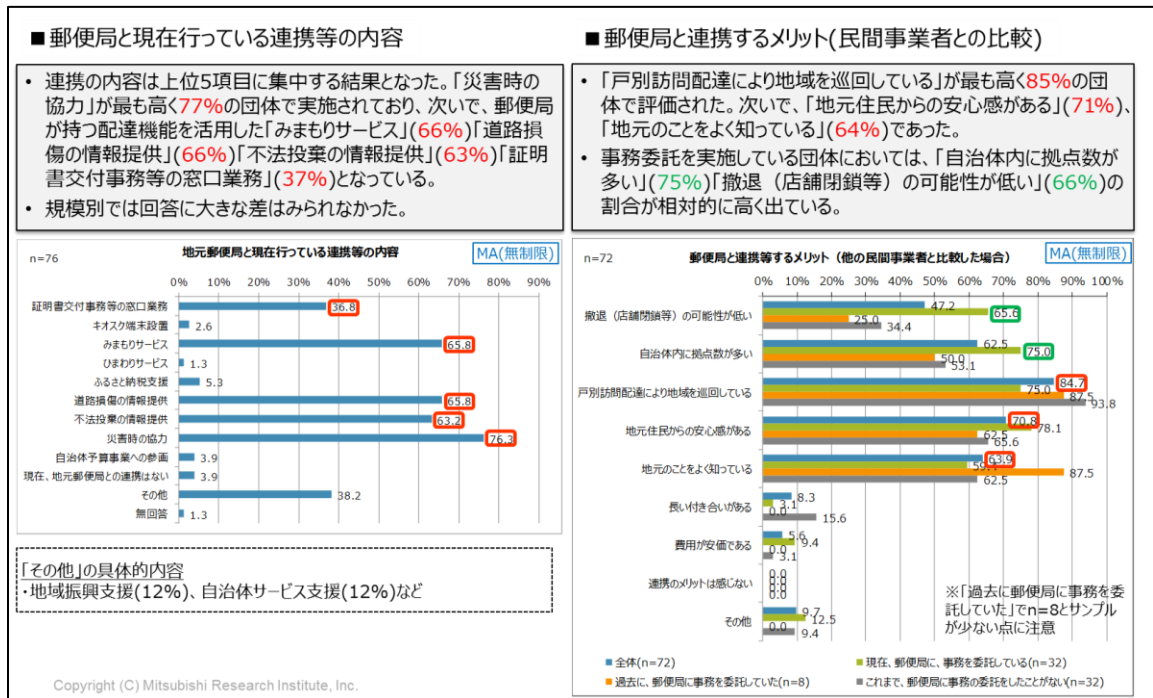 ■ 郵便局と現在行っている連携等の内容
• 連携の内容は上位5項目に集中する結果となった。「災害時の
協力」が最も高く77%の団体で実施されており、次いで、郵便局
が持つ配達機能を活用した「みまもりサービス」(66%)「道路損
傷の情報提供」(66%)「不法投棄の情報提供」(63%)「証明
書交付事務等の窓口業務」(37%)となっている。
• 規模別では回答に大きな差はみられなかった。
n=76
地元郵便局と現在行っている連携等の内容
MA(無制限)
0% 10% 20% 30% 40% 50% 60% 70% 80% 90%
証明書交付事務等の窓口業務 36.8
キオスク端末設置 2.6
みまもりサービス 65.8
ひまわりサービス 1.3
ふるさと納税支援 5.3
道路損傷の情報提供 65.8
不法投棄の情報提供 63.2
災害時の協力 76.3
自治体予算事業への参画 3.9
現在、地元郵便局との連携はない 3.9
その他 38.2
無回答 1.3
「その他」の具体的内容
・地域振興支援(12%)、自治体サービス支援(12%)など
Copyright (C) Mitsubishi Research Institute, Inc.
■ 郵便局と連携するメリット(民間事業者との比較)
• 「戸別訪問配達により地域を巡回している」が最も高く85%の団
体で評価された。次いで、「地元住民からの安心感がある」(71%)、
「地元のことをよく知っている」(64%)であった。
• 事務委託を実施している団体においては、「自治体内に拠点数が
多い」(75%)「撤退（店舗閉鎖等）の可能性が低い」(66%)の
割合が相対的に高く出ている。
n=72
郵便局と連携等するメリット（他の民間事業者と比較した場合）
MA(無制限)
0% 10% 20% 30% 40% 50% 60% 70% 80% 90% 100%
撤退（店舗閉鎖等）の可能性が低い 47.2 65.6 25.0 34.4
自治体内に拠点数が多い 62.5 75.0 50.0 53.1
戸別訪問配達により地域を巡回している 84.7 75.0 87.5 93.8
地元住民からの安心感がある 70.8 78.1 62.5 65.6
地元のことをよく知っている 63.9 59.4 87.5 62.5
長い付き合いがある 8.3 3.1 0.0 15.6
費用が安価である 5.6 9.4 0.0 3.1
連携のメリットは感じない 0.0 0.0 0.0 0.0
その他 9.7 12.5 0.0 9.4
※「過去に郵便局に事務を委
託していた」でn=8とサンプル
が少ない点に注意
全体(n=72)
現在、郵便局に、事務を委託している(n=32)
過去に、郵便局に事務を委託していた(n=8)
これまで、郵便局に事務の委託をしたことがない(n=32)